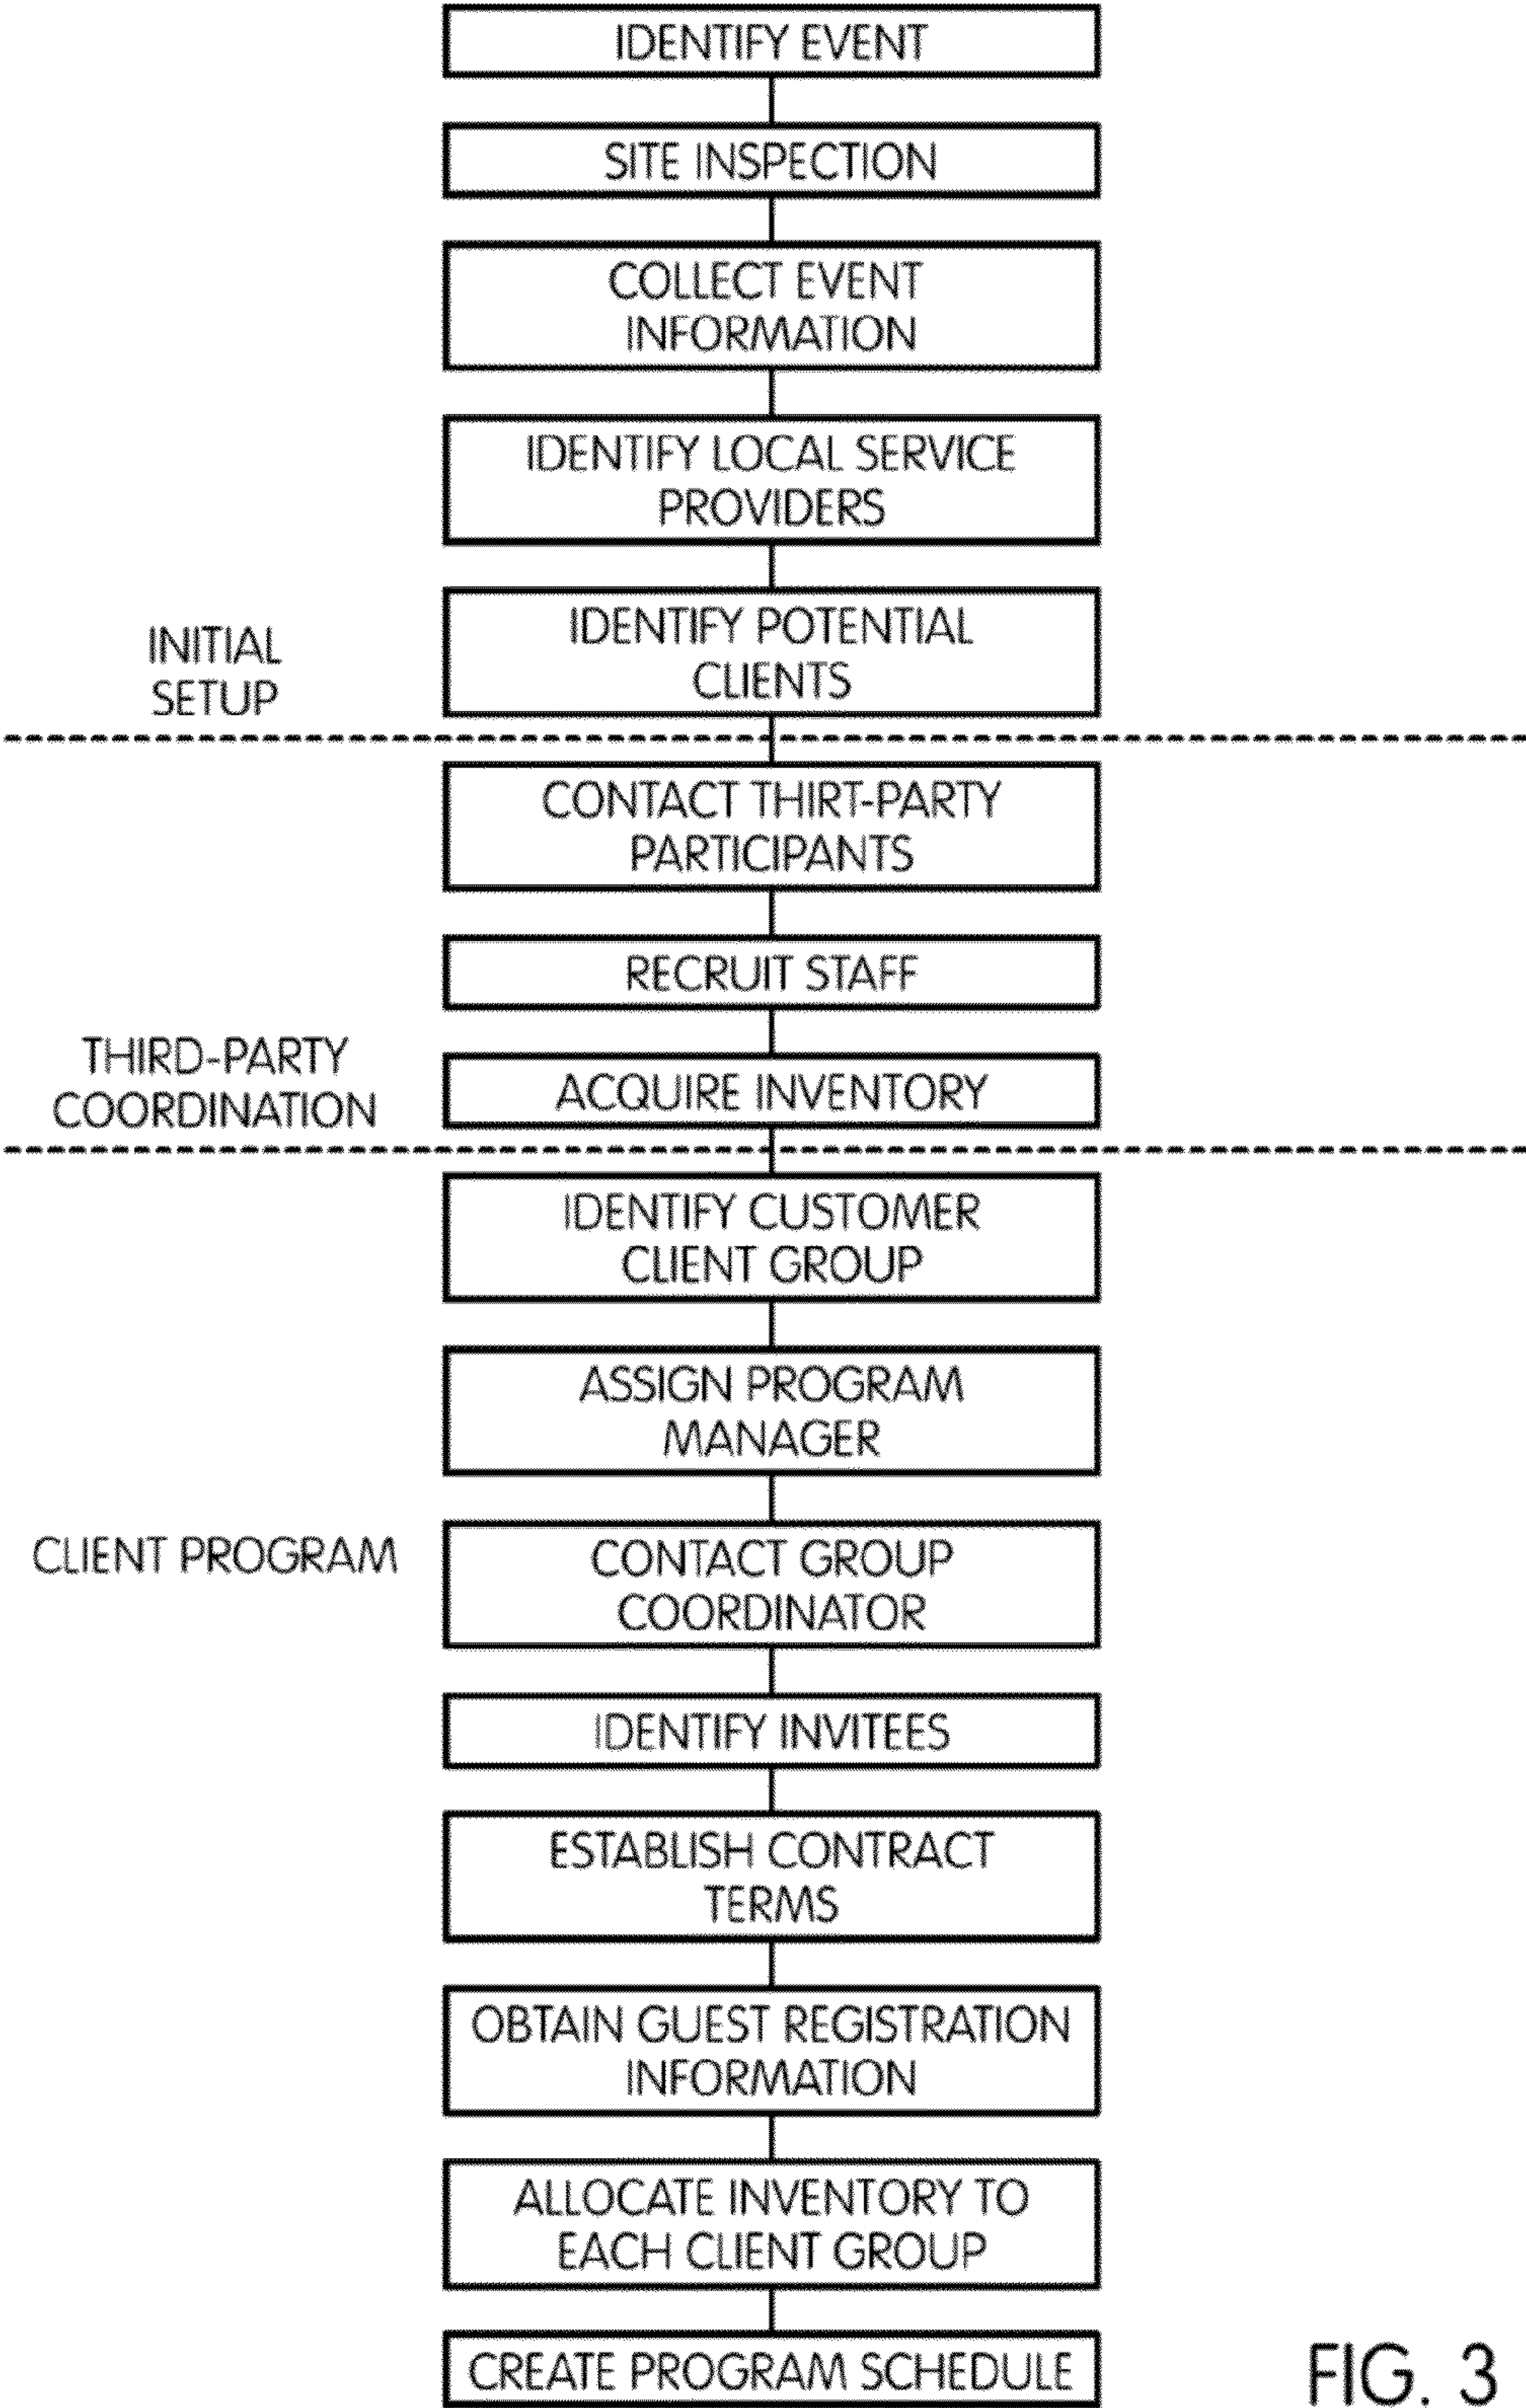 IDENTIFY EVENT
SITE INSPECTION
COLLECT EVENT
INFORMATION
IDENTIFY LOCAL SERVICE
PROVIDERS
IDENTIFY POTENTIAL
CLIENTS
INITIAL
SETUP
CONTACT THIRT-PARTY
PARTICIPANTS
RECRUIT STAFF
ACQUIRE INVENTORY
THIRD-PARTY
COORDINATION
IDENTIFY CUSTOMER
CLIENT GROUP
ASSIGN PROGRAM
MANAGER
CONTACT GROUP
COORDINATOR
CLIENT PROGRAM
IDENTIFY INVITEES
ESTABLISH CONTRACT
TERMS
OBTAIN GUEST REGISTRATION
INFORMATION
ALLOCATE INVENTORY TO
EACH CLIENT GROUP
CREATE PROGRAM SCHEDULE
FIG. 3